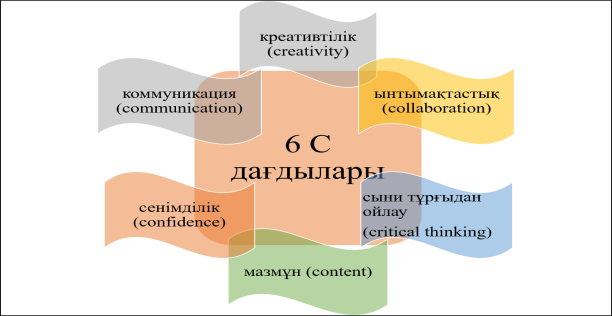 креативтілік
(creativity)
коммуникация
(communication)
ынтымақтастық
(collaboration)
6 С
дағдылары
сенімділік
(confidence)
сыни тұрғыдан
ойлау
(critical thinking)
мазмұн (content)